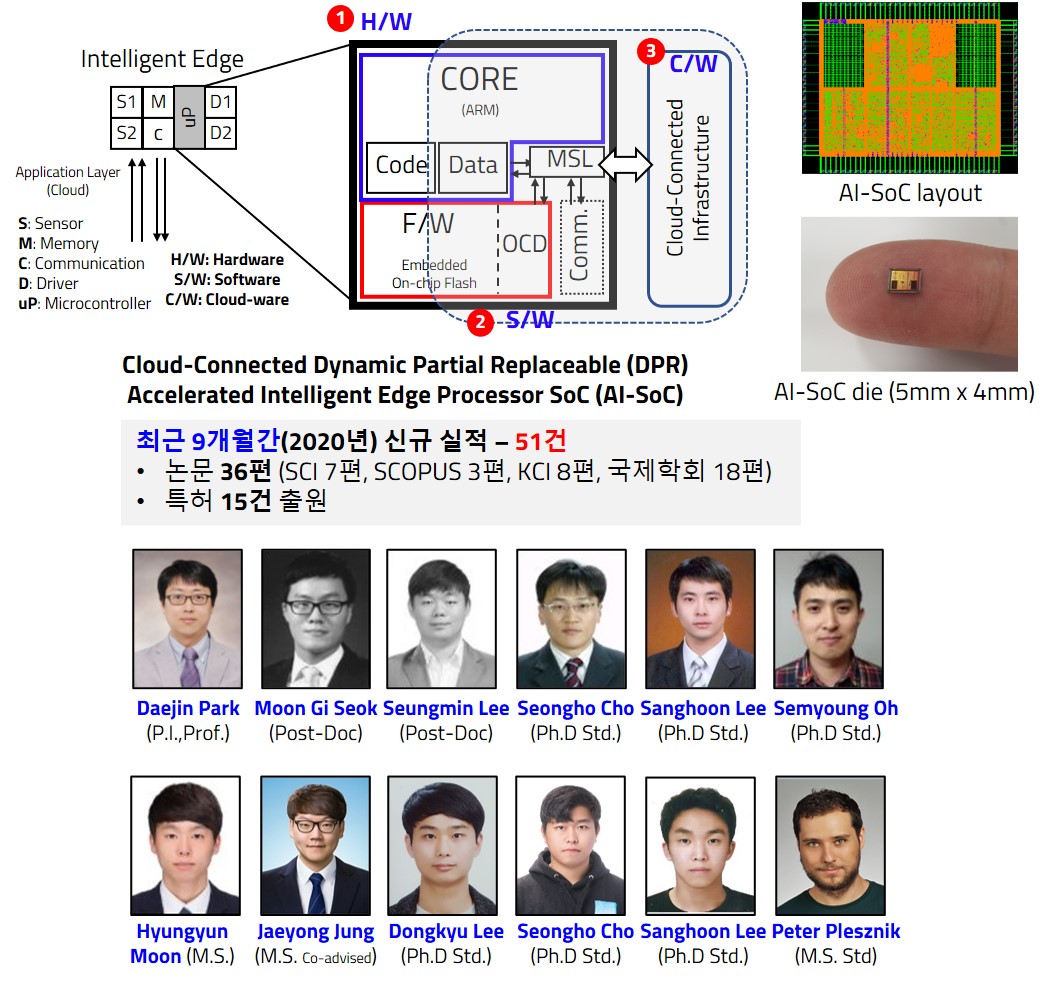 1 H/W
Intelligent Edge
S1 M uP D1
S2 c D2
Application Layer
(Cloud)
S: Sensor
M: Memory
C: Communication
D: Driver
uP: Microcontroller
H/W: Hardware
S/W: Software
C/W: Cloud-ware
CORE
(ARM)
Code Data MSL
F/W
OCD
Comm.
Embedded
On-chip Flash
2 S/W
3 C/W
Cloud-Connected
Infrastructure
AI-SoC layout
AI-SoC die (5mm x 4mm)
Cloud-Connected Dynamic Partial Replaceable (DPR)
Accelerated Intelligent Edge Processor SoC (AI-SoC)
최근 9개월간(2020년) 신규 실적 – 51건
• 논문 36편 (SCI 7편, SCOPUS 3편, KCI 8편, 국제학회 18편)
• 특허 15건 출원
Daejin Park Moon Gi Seok Seungmin Lee Seongho Cho Sanghoon Lee Semyoung Oh
(P.I.,Prof.) (Post-Doc) (Post-Doc) (Ph.D Std.) (Ph.D Std.) (Ph.D Std.)
Hyungyun Jaeyong Jung Dongkyu Lee Seongho Cho Sanghoon Lee Peter Plesznik
Moon (M.S.) (M.S. Co-advised) (Ph.D Std.) (Ph.D Std.) (Ph.D Std.) (M.S. Std)